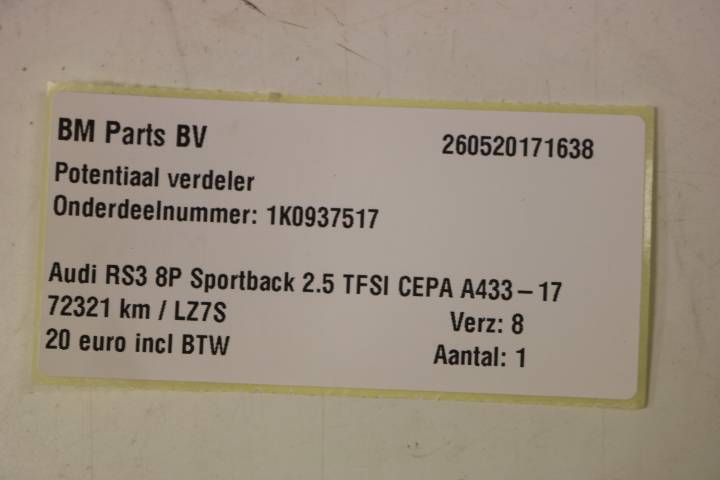 BM Parts BV 260520171638
Potentiaal verdeler
Onderdeelnummer: 1K0937517
Audi RS3 8P Sportback 2.5 TFSI CEPA A433-17
72321 km / LZ7S Verz: 8
20 euro incl BTW Aantal: 1